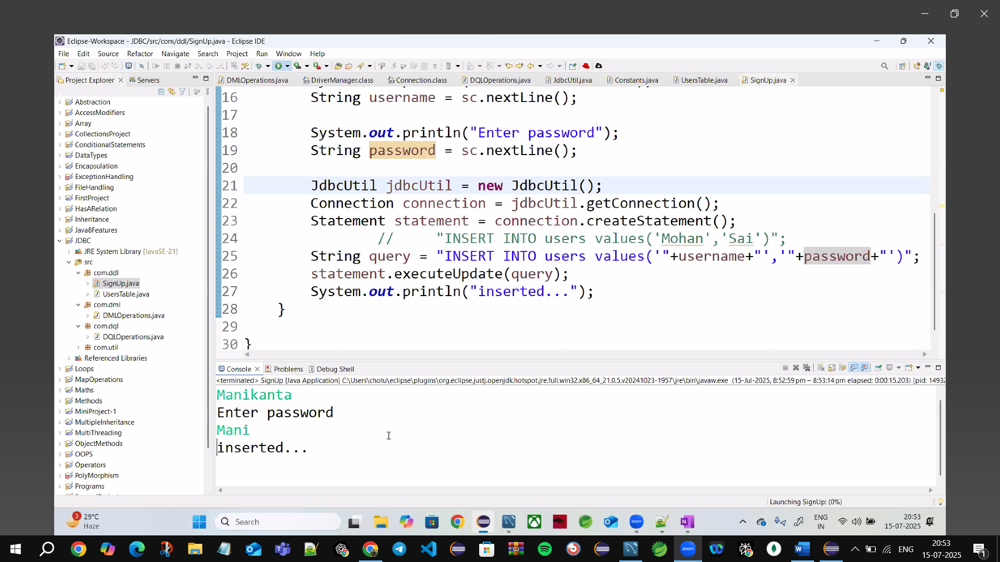 Eclipse-Workspace - JDBC/src/com/ddl/SignUp.java - Eclipse IDE
File Edit Source Refactor Navigate Search Project Run Window Help
Project Explorer Servers
DMLOperations.java DriverManager.class Connection.class DQLOperations.java JdbcUtil.java Constants.java UsersTable.java SignUp.java
Abstraction
AccessModifiers
Array
CollectionsProject
ConditionalStatements
DataTypes
Encapsulation
ExceptionHandling
FileHandling
FirstProject
HasARelation
Inheritance
Java8Features
JDBC
JRE System Library [JavaSE-21]
src
com.ddl
SignUp.java
UsersTable.java
com.dml
DMLOperations.java
com.dql
DQLOperations.java
com.util
Referenced Libraries
Loops
MapOperations
Maths
Methods
MiniProject-1
MultipleInheritance
MultiThreading
ObjectMethods
OOPS
Operators
PolyMorphism
Programs
16 String username = sc.nextLine();
17
18 System.out.println("Enter password");
19 String password = sc.nextLine();
20
21 JdbcUtil jdbcUtil = new JdbcUtil();
22 Connection connection = jdbcUtil.getConnection();
23 Statement statement = connection.createStatement();
24 // "INSERT INTO users values('Mohan','Sai')";
25 String query = "INSERT INTO users values('"+username+"','"+password+"')";
26 statement.executeUpdate(query);
27 System.out.println("inserted...");
28 }
29
30 }
Console Problems Debug Shell
<terminated> SignUp [Java Application] C:\Users\chotu\eclipse\plugins\org.eclipse.justj.openjdk.hotspot.jre.full.win32.x86_64_21.0.5.v20241023-1957\jre\bin\javaw.exe (15-Jul-2025, 8:52:59 pm – 8:53:14 pm elapsed: 0:00:15.203) [pid: 1493
Manikanta
Enter password
Mani
inserted...
Launching SignUp: (0%)
3
29°C
Haze
Search
zoom
ENG
IN
20:53
15-07-2025
zoom
ENG
20:53
15-07-2025
1